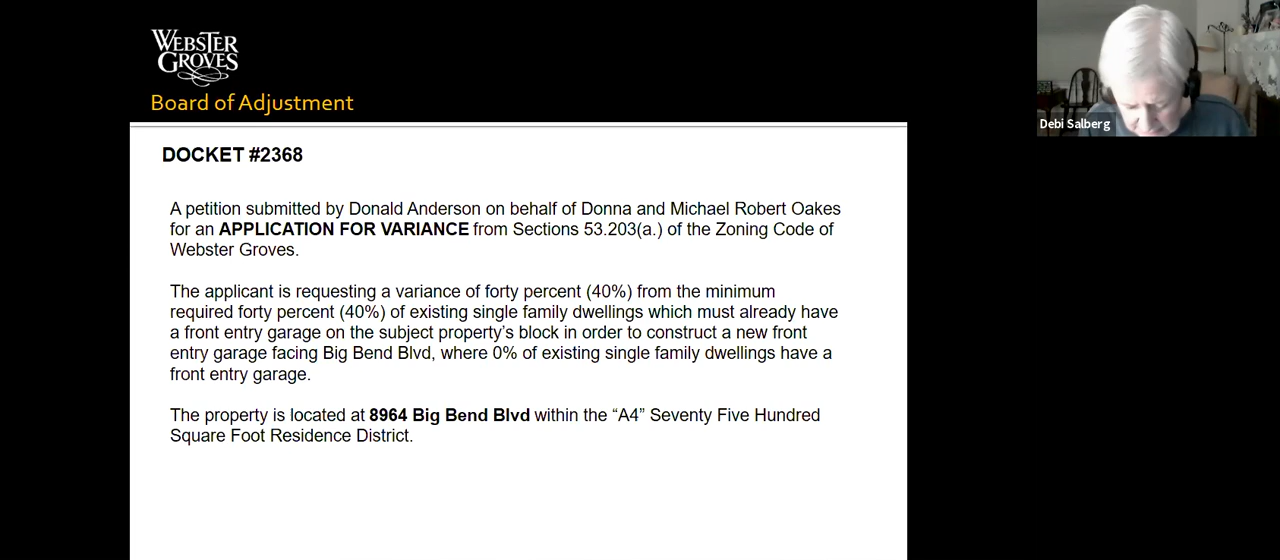 WEBSTER
GROVES
Board of Adjustment
DOCKET #2368
A petition submitted by Donald Anderson on behalf of Donna and Michael Robert Oakes
for an APPLICATION FOR VARIANCE from Sections 53.203(a.) of the Zoning Code of
Webster Groves.
The applicant is requesting a variance of forty percent (40%) from the minimum
required forty percent (40%) of existing single family dwellings which must already have
a front entry garage on the subject property's block in order to construct a new front
entry garage facing Big Bend Blvd, where 0% of existing single family dwellings have a
front entry garage.
The property is located at 8964 Big Bend Blvd within the “A4” Seventy Five Hundred
Square Foot Residence District.
Debi Salberg